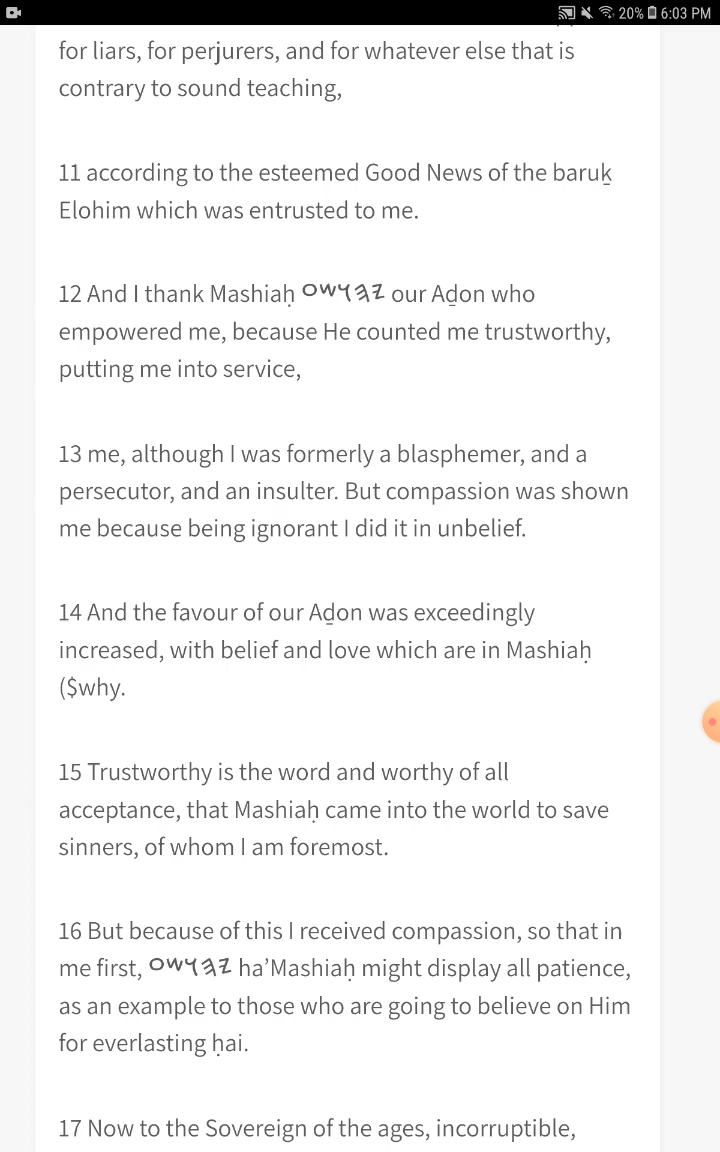 20% 6:03 PM
for liars, for perjurers, and for whatever else that is
contrary to sound teaching,
11 according to the esteemed Good News of the baruḵ
Elohim which was entrusted to me.
12 And I thank Mashiaḥ 𐤉𐤄𐤅𐤔𐤏 our Aḏon who
empowered me, because He counted me trustworthy,
putting me into service,
13 me, although I was formerly a blasphemer, and a
persecutor, and an insulter. But compassion was shown
me because being ignorant I did it in unbelief.
14 And the favour of our Aḏon was exceedingly
increased, with belief and love which are in Mashiaḥ
($why.
15 Trustworthy is the word and worthy of all
acceptance, that Mashiaḥ came into the world to save
sinners, of whom I am foremost.
16 But because of this I received compassion, so that in
me first, 𐤉𐤄𐤅𐤔𐤏 ha’Mashiaḥ might display all patience,
as an example to those who are going to believe on Him
for everlasting ḥai.
17 Now to the Sovereign of the ages, incorruptible,